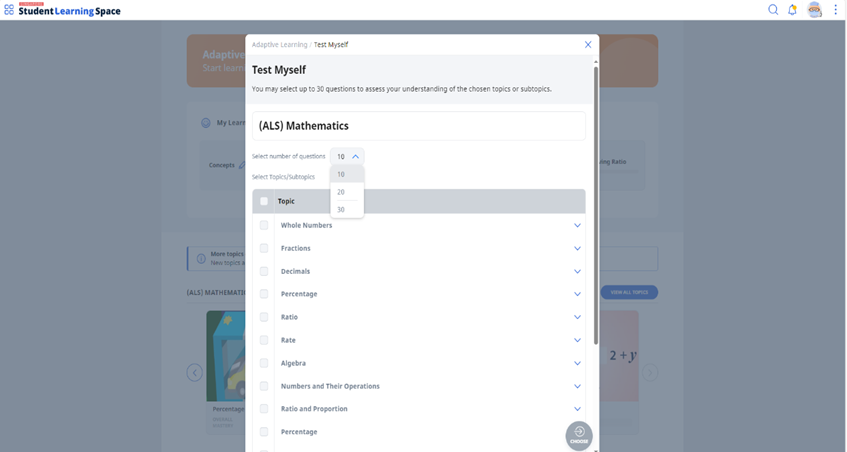 Student Learning Space
Adaptive Learning / Test Myself
Adaptive
Start learni
Test Myself
You may select up to 30 questions to assess your understanding of the chosen topics or subtopics.
(ALS) Mathematics
My Learn
Select number of questions 10
Concepts
ing Ratio
10
Select Topics/Subtopics
20
Topic
30
Whole Numbers
Fractions
More topics
New topics a
Decimals
(ALS) MATHEMATI
Percentage
VIEW ALL TOPICS
Ratio
Rate
2 + y
Algebra
Numbers and Their Operations
Percentage
Ratio and Proportion
Percentage
CHOOSE